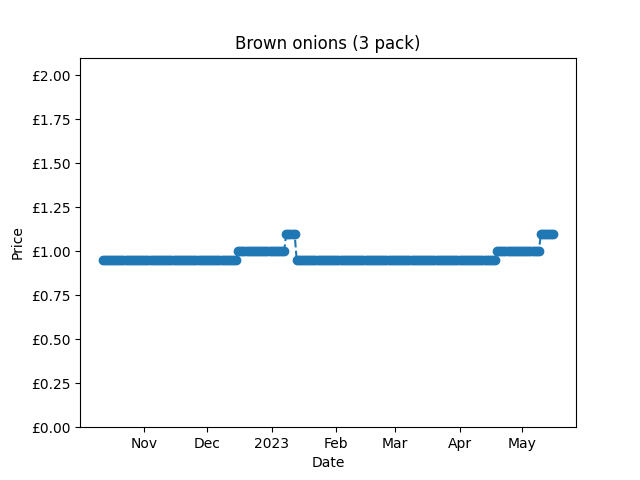 Brown onions (3 pack)
£2.00
£1.75
£1.50
£1.25
£1.00
£0.75
£0.50
£0.25
£0.00
Price
Nov Dec 2023 Feb Mar Apr May
Date